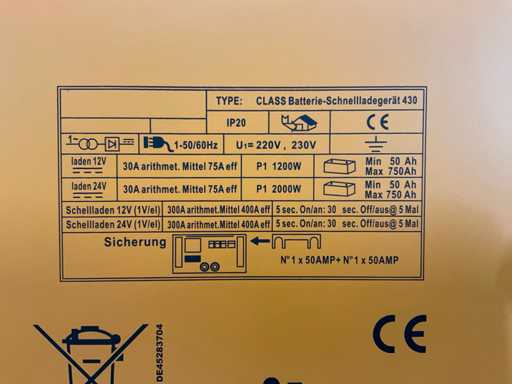 TYPE: CLASS Batterie-Schnellladegerät 430
IP20 CE
1~ 1-50/60Hz U1= 220V , 230V
laden 12V 30A arithmet. Mittel 75A eff P1 1200W Min 50 Ah
Max 750Ah
laden 24V 30A arithmet. Mittel 75A eff P1 2000W Min 50 Ah
Max 750Ah
Schellladen 12V (1V/el) 300A arithmet.Mittel 400A eff 5 sec. On/an: 30 sec. Off/aus@ 5 Mal
Schellladen 24V (1V/el) 300A arithmet.Mittel 400A eff 5 sec. On/an: 30 sec. Off/aus@ 5 Mal
Sicherung
N°1 x 50AMP+ N°1 x 50AMP
DE45283704
CE